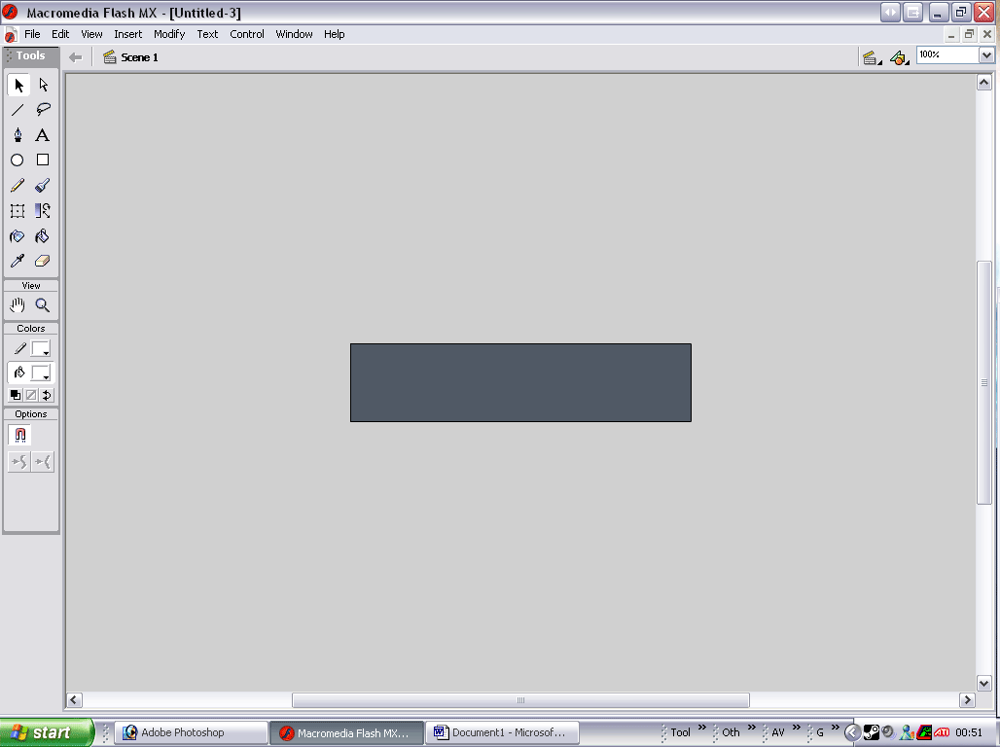 Macromedia Flash MX - [Untitled-3]
File Edit View Insert Modify Text Control Window Help
Tools
Scene 1
100%
A
View
Colors
Options
start
Adobe Photoshop
Macromedia Flash MX...
Document1 - Microsof...
Tool
Oth
AV
G
00:51